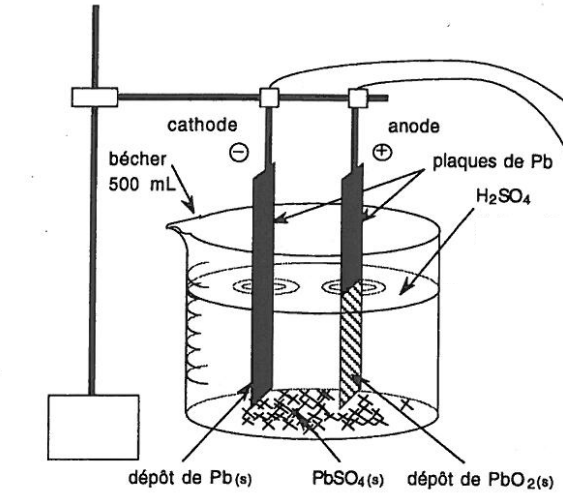 cathode
anode
⊖
⊕
bécher
500 mL
plaques de Pb
H₂SO₄
dépôt de Pb(s)
PbSO₄(s)
dépôt de PbO₂(s)